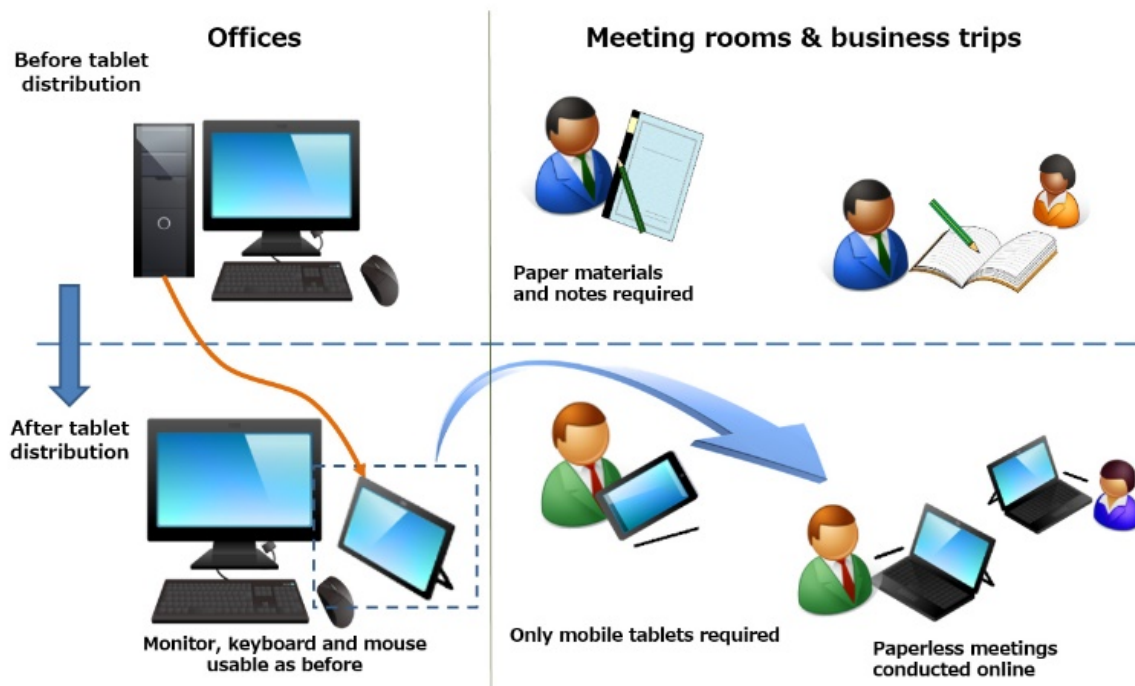 Offices
Meeting rooms & business trips
Before tablet
distribution
Paper materials
and notes required
After tablet
distribution
Monitor, keyboard and mouse
usable as before
Only mobile tablets required
Paperless meetings
conducted online